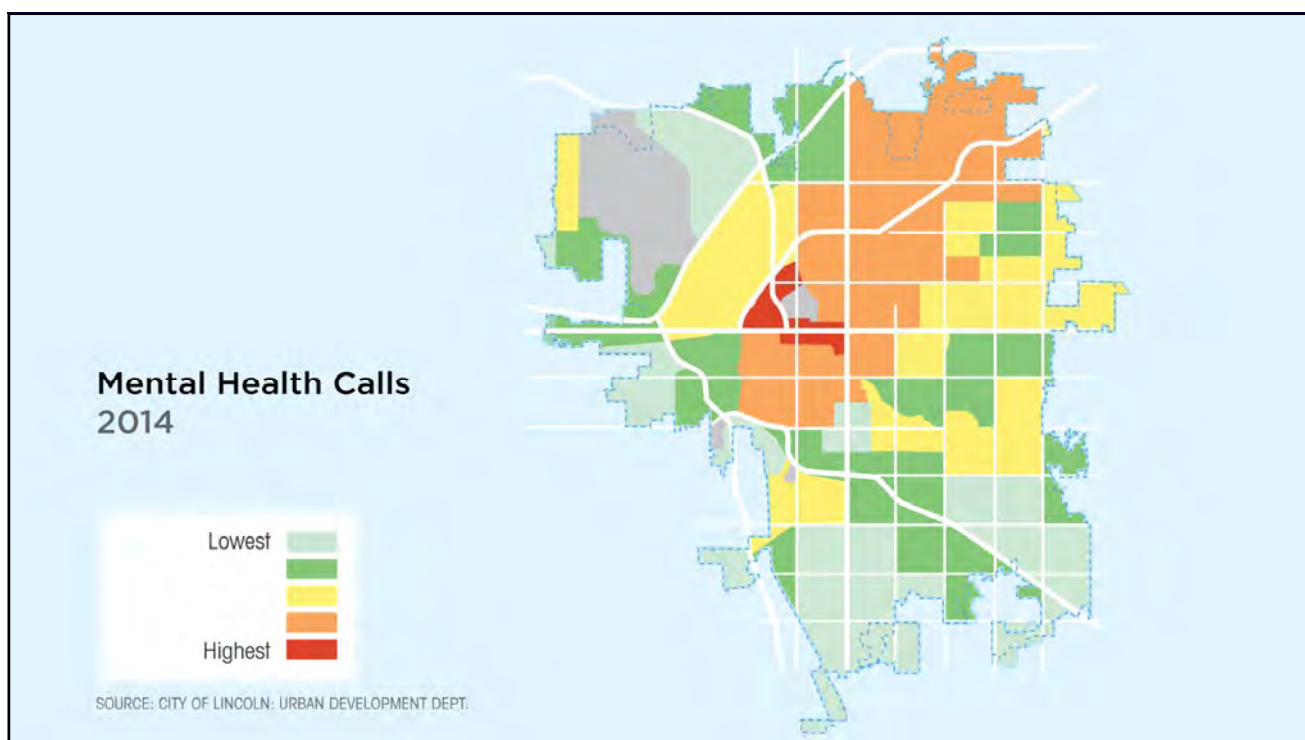 Mental Health Calls
2014
Lowest
Highest
SOURCE: CITY OF LINCOLN: URBAN DEVELOPMENT DEPT.